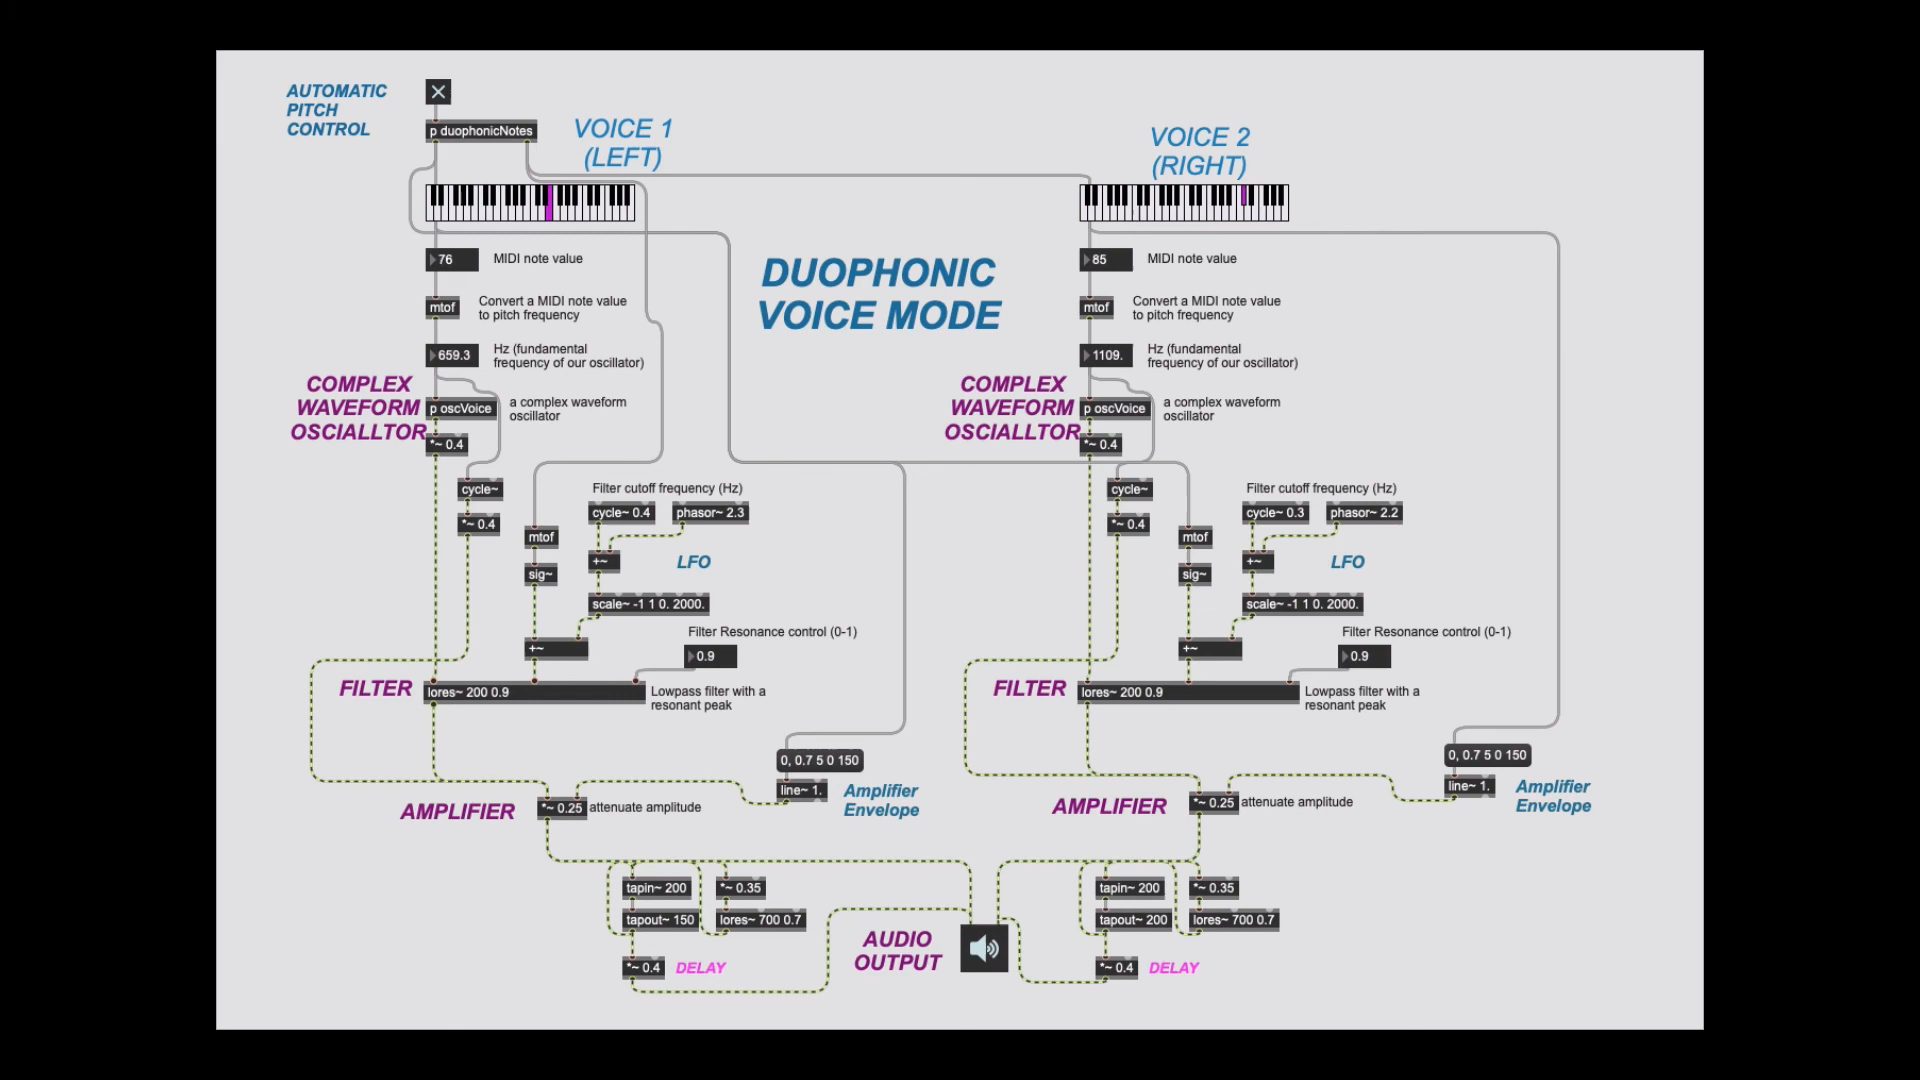 AUTOMATIC
PITCH
CONTROL
p duophonicNotes
VOICE 1
(LEFT)
76
MIDI note value
mtof
Convert a MIDI note value
to pitch frequency
659.3
Hz (fundamental
frequency of our oscillator)
COMPLEX
WAVEFORM
OSCIALLTOR
p oscVoice
a complex waveform
oscillator
*~ 0.4
cycle~
*~ 0.4
mtof
sig~
Filter cutoff frequency (Hz)
cycle~ 0.4
phasor~ 2.3
+~
LFO
scale~ -1 1 0. 2000.
+~
Filter Resonance control (0-1)
0.9
FILTER
lores~ 200 0.9
Lowpass filter with a
resonant peak
0, 0.7 5 0 150
line~ 1.
Amplifier
Envelope
AMPLIFIER
*~ 0.25
attenuate amplitude
tapin~ 200
*~ 0.35
tapout~ 150
lores~ 700 0.7
*~ 0.4
DELAY
DUOPHONIC
VOICE MODE
AUDIO
OUTPUT
VOICE 2
(RIGHT)
85
MIDI note value
mtof
Convert a MIDI note value
to pitch frequency
1109.
Hz (fundamental
frequency of our oscillator)
COMPLEX
WAVEFORM
OSCIALLTOR
p oscVoice
a complex waveform
oscillator
*~ 0.4
cycle~
*~ 0.4
mtof
sig~
Filter cutoff frequency (Hz)
cycle~ 0.3
phasor~ 2.2
+~
LFO
scale~ -1 1 0. 2000.
+~
Filter Resonance control (0-1)
0.9
FILTER
lores~ 200 0.9
Lowpass filter with a
resonant peak
0, 0.7 5 0 150
line~ 1.
Amplifier
Envelope
AMPLIFIER
*~ 0.25
attenuate amplitude
tapin~ 200
*~ 0.35
tapout~ 200
lores~ 700 0.7
*~ 0.4
DELAY